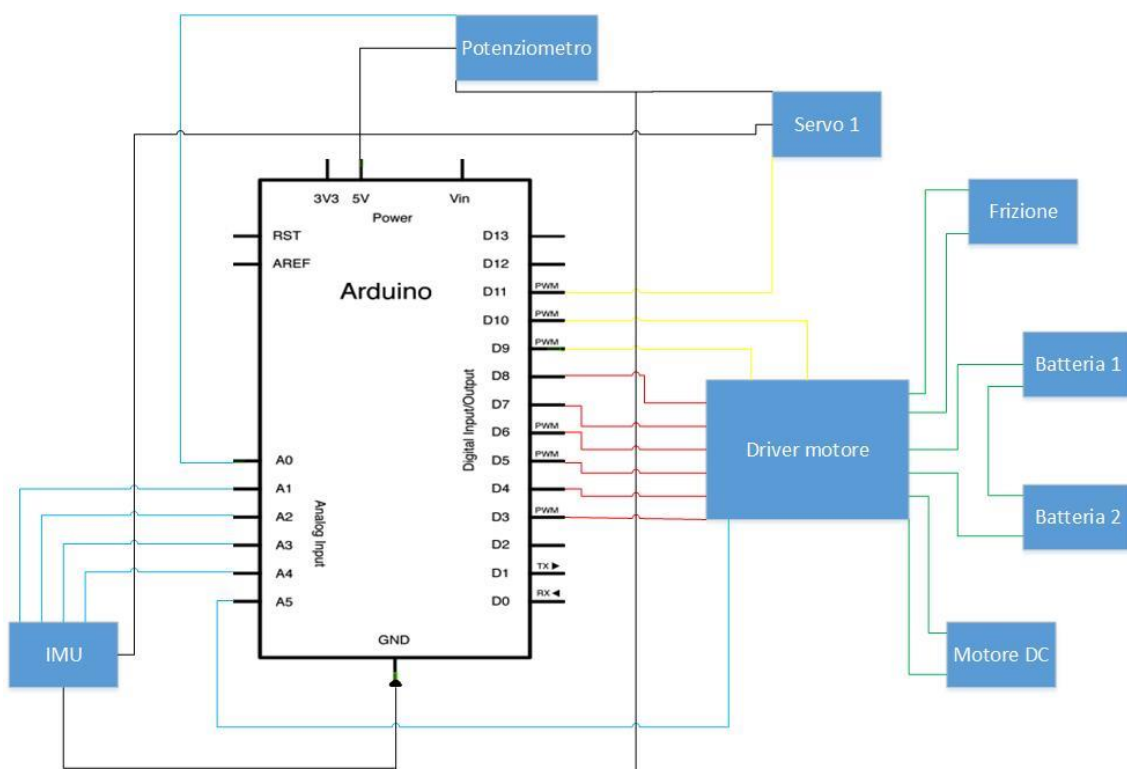 Potenziometro
Servo 1
Frizione
Batteria 1
Batteria 2
Motore DC
Driver motore
IMU
3V3
5V
Vin
Power
RST
AREF
Arduino
D13
D12
D11
PWM
D10
PWM
D9
PWM
D8
D7
D6
PWM
D5
PWM
D4
D3
PWM
D2
D1
TX ▶
D0
RX ◀
Digital Input/Output
A0
A1
A2
A3
A4
A5
Analog Input
GND